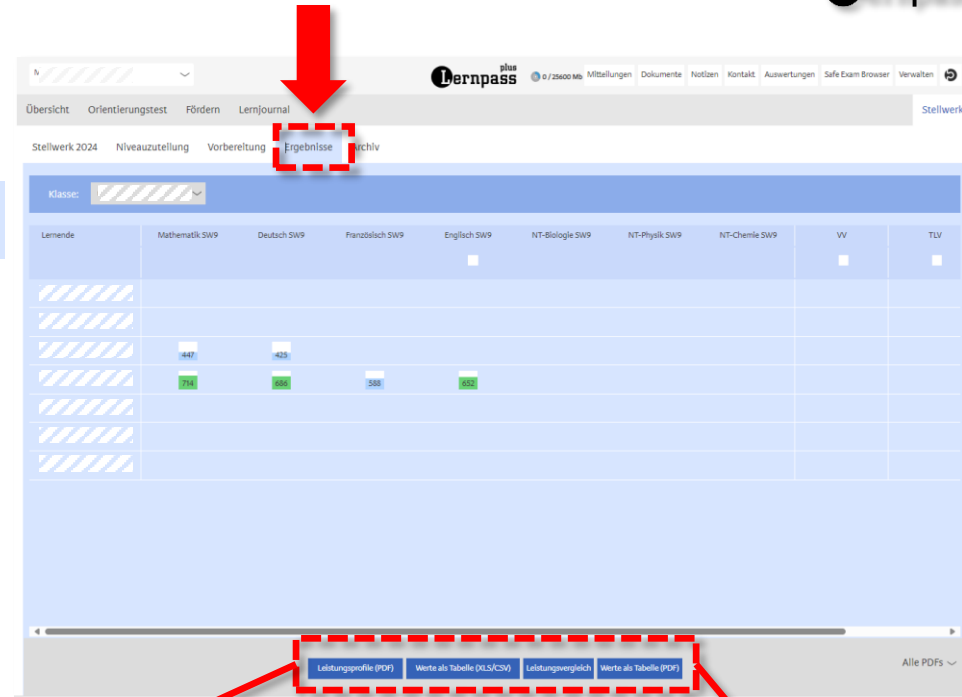 plus
Lernpass 0 / 25600 Mb Mitteilungen Dokumente Notizen Kontakt Auswertungen Safe Exam Browser Verwalten
Übersicht Orientierungstest Fördern Lernjournal Stellwerk
Stellwerk 2024 Niveauzuteilung Vorbereitung Ergebnisse Archiv
Klasse:
Lernende Mathematik SW9 Deutsch SW9 Französisch SW9 Englisch SW9 NT-Biologie SW9 NT-Physik SW9 NT-Chemie SW9 VV TLV
447 425
714 686 588 652
Leistungsprofile (PDF) Werte als Tabelle (XLS/CSV) Leistungsvergleich Werte als Tabelle (PDF) Alle PDFs